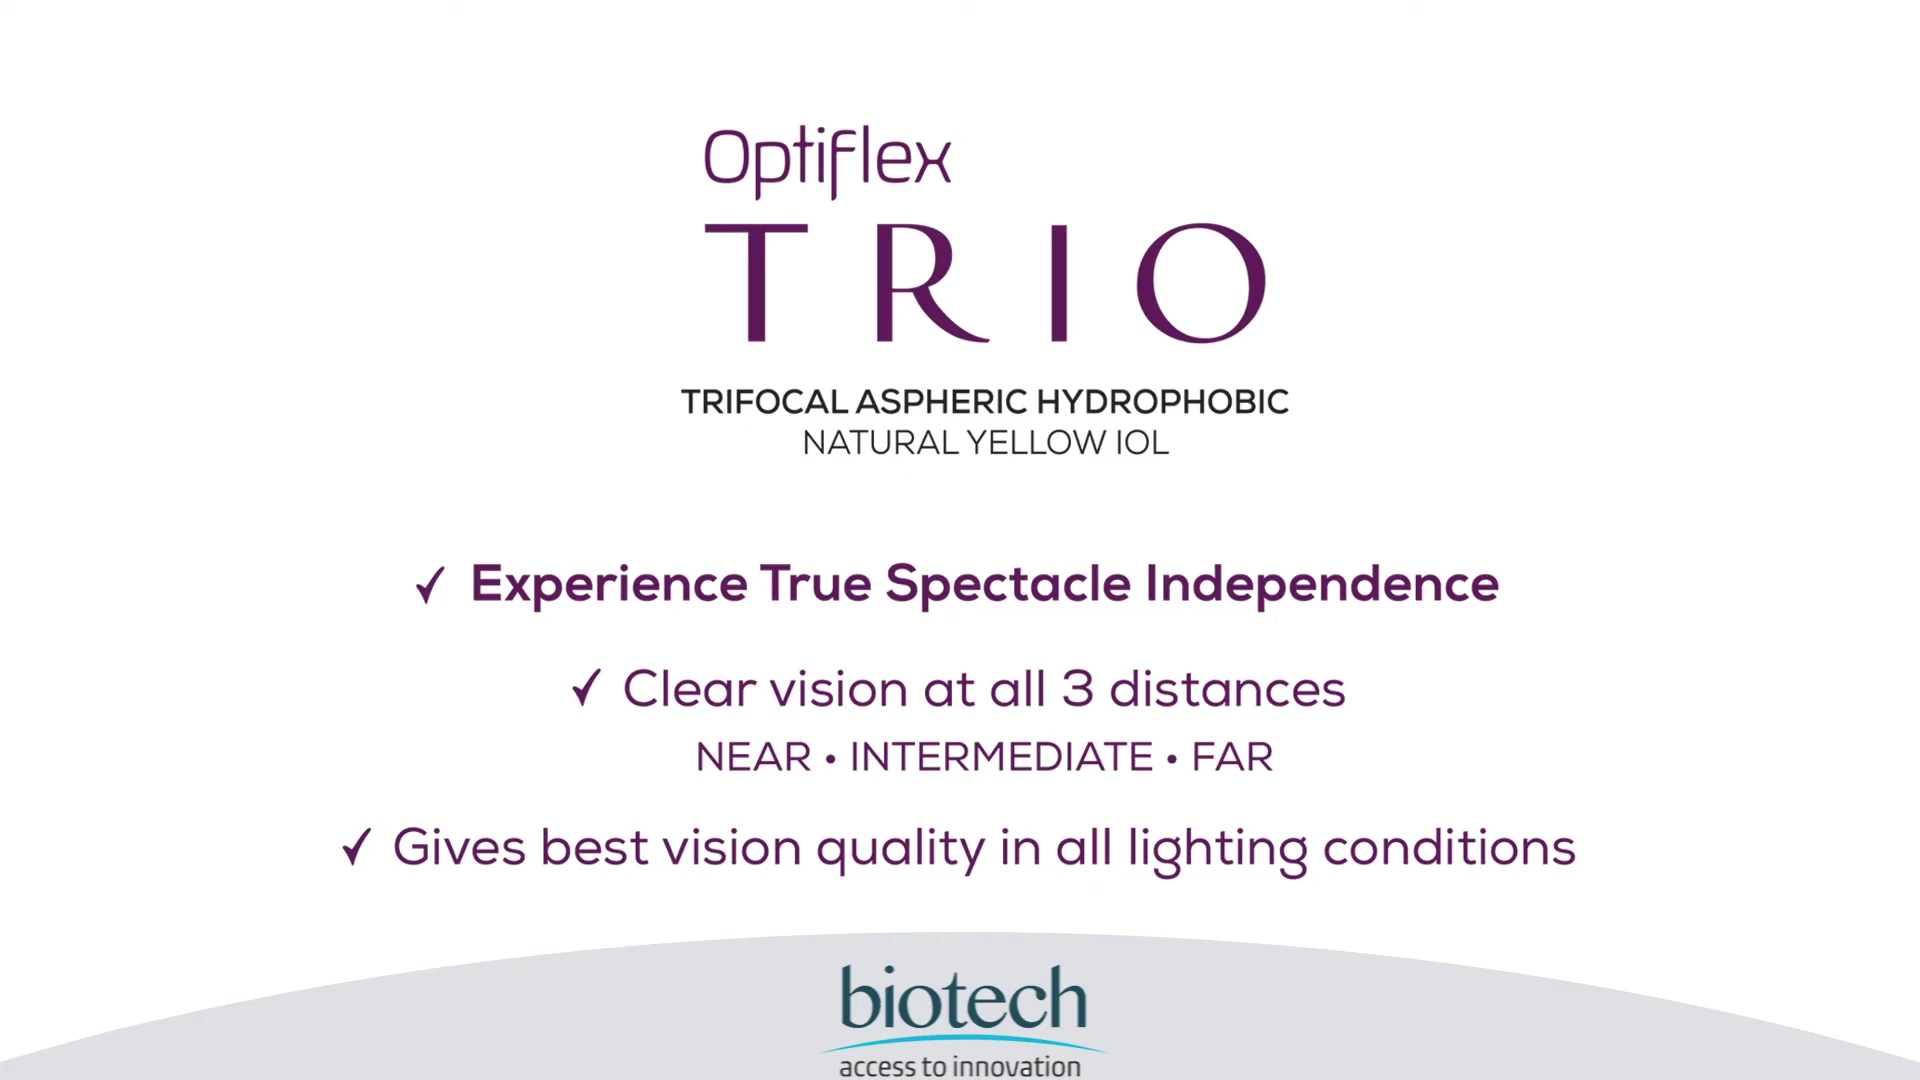 Optiflex
TRIO
TRIFOCAL ASPHERIC HYDROPHOBIC
NATURAL YELLOW IOL
✓ Experience True Spectacle Independence
✓ Clear vision at all 3 distances
NEAR • INTERMEDIATE • FAR
✓ Gives best vision quality in all lighting conditions
biotech
access to innovation